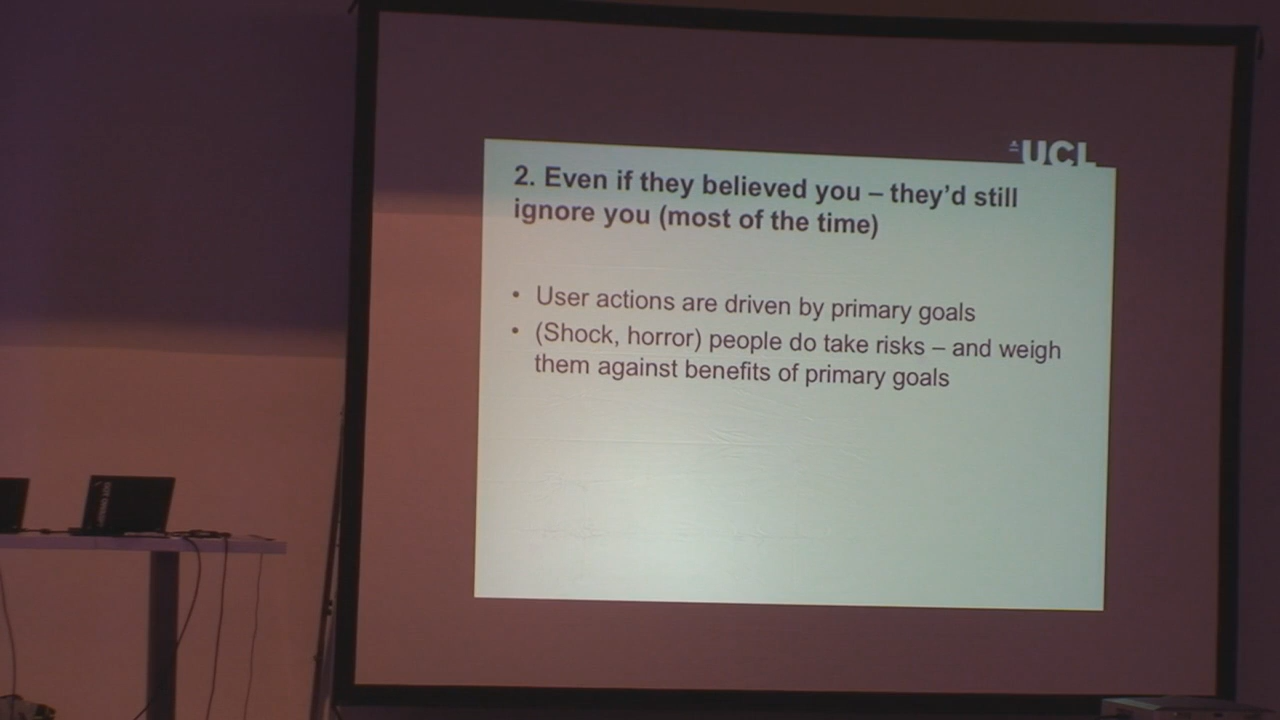 UCL
2. Even if they believed you – they'd still
ignore you (most of the time)
• User actions are driven by primary goals
• (Shock, horror) people do take risks – and weigh
them against benefits of primary goals